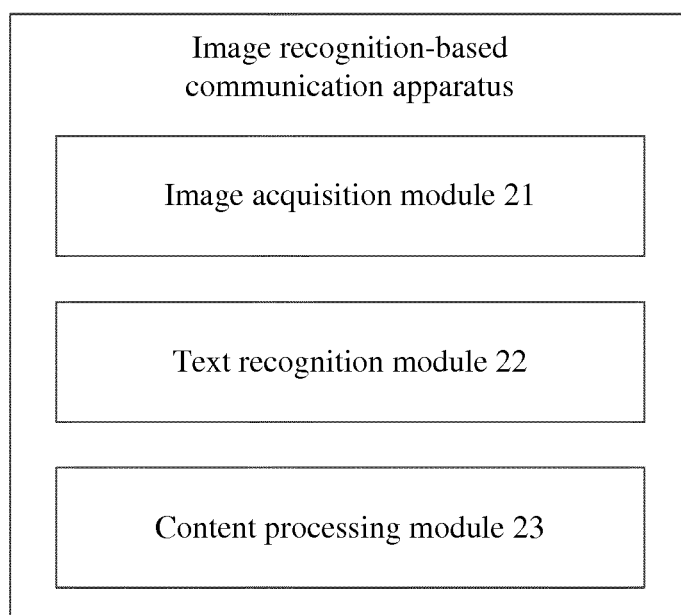 Image recognition-based
communication apparatus
Image acquisition module 21
Text recognition module 22
Content processing module 23